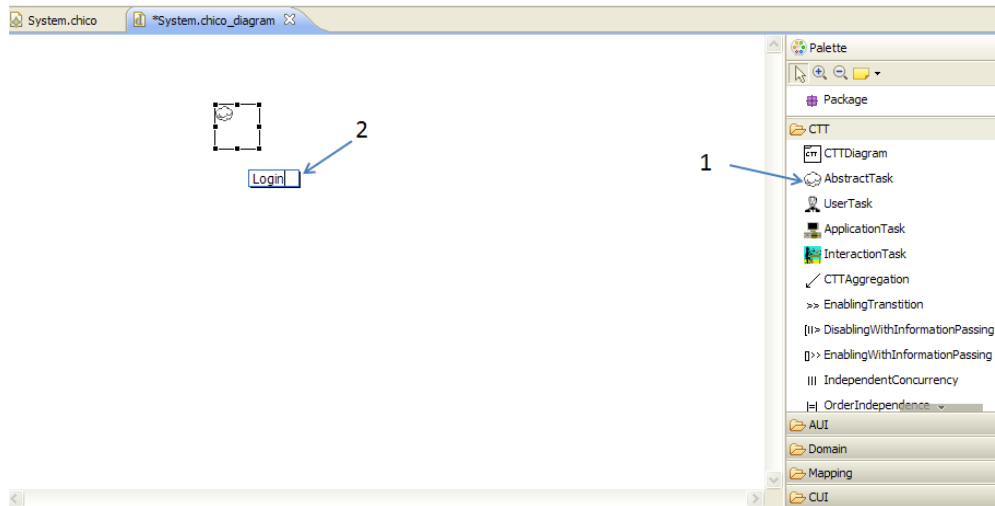 System.chico
*System.chico_diagram
Palette
Package
2
Login
1
CTT
CTT CTTDiagram
AbstractTask
UserTask
ApplicationTask
InteractionTask
CTTAggregation
>> EnablingTranstition
[||> DisablingWithInformationPassing
[]>> EnablingWithInformationPassing
||| IndependentConcurrency
|=| OrderIndependence
AUI
Domain
Mapping
CUI